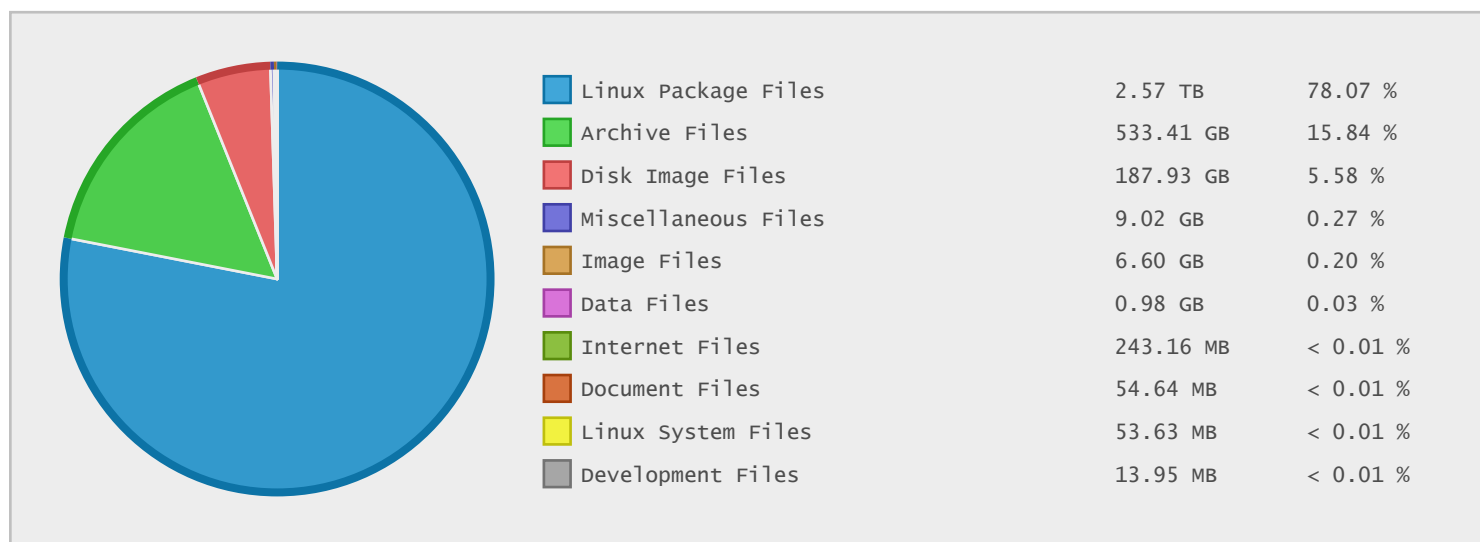 Linux Package Files 2.57 TB 78.07 %
Archive Files 533.41 GB 15.84 %
Disk Image Files 187.93 GB 5.58 %
Miscellaneous Files 9.02 GB 0.27 %
Image Files 6.60 GB 0.20 %
Data Files 0.98 GB 0.03 %
Internet Files 243.16 MB < 0.01 %
Document Files 54.64 MB < 0.01 %
Linux System Files 53.63 MB < 0.01 %
Development Files 13.95 MB < 0.01 %